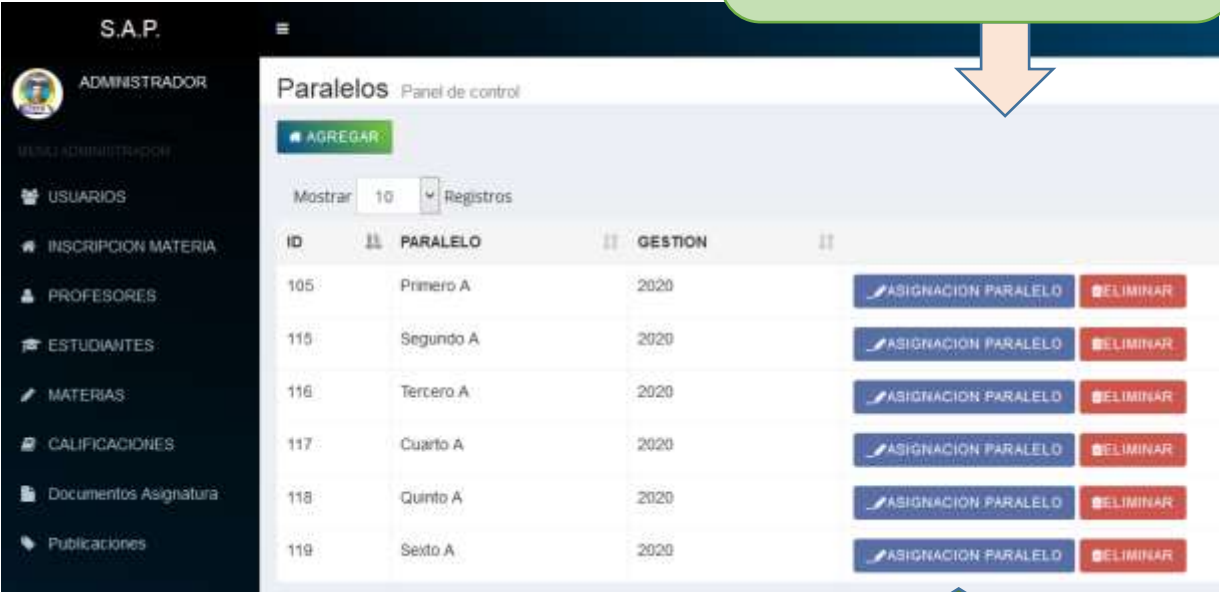 S.A.P.
ADMINISTRADOR
MENU ADMINISTRADOR
USUARIOS
INSCRIPCION MATERIA
PROFESORES
ESTUDIANTES
MATERIAS
CALIFICACIONES
Documentos Asignatura
Publicaciones
Paralelos Panel de control
AGREGAR
Mostrar 10 Registros
ID PARALELO GESTION
105 Primero A 2020 ASIGNACION PARALELO ELIMINAR
115 Segundo A 2020 ASIGNACION PARALELO ELIMINAR
116 Tercero A 2020 ASIGNACION PARALELO ELIMINAR
117 Cuarto A 2020 ASIGNACION PARALELO ELIMINAR
118 Quinto A 2020 ASIGNACION PARALELO ELIMINAR
119 Sexto A 2020 ASIGNACION PARALELO ELIMINAR